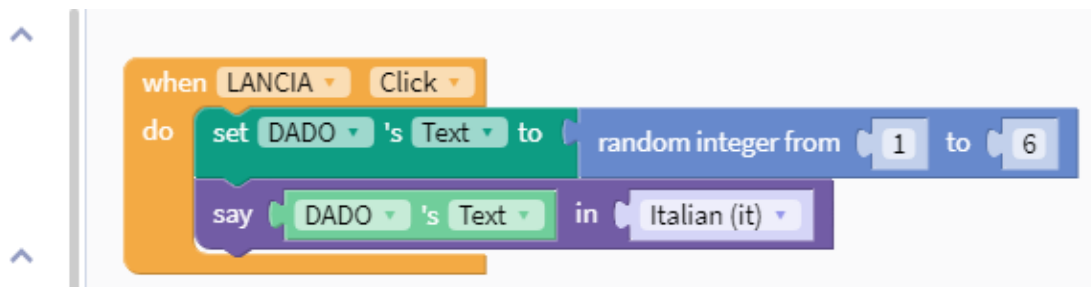 when LANCIA Click
do set DADO 's Text to random integer from 1 to 6
say DADO 's Text in Italian (it)